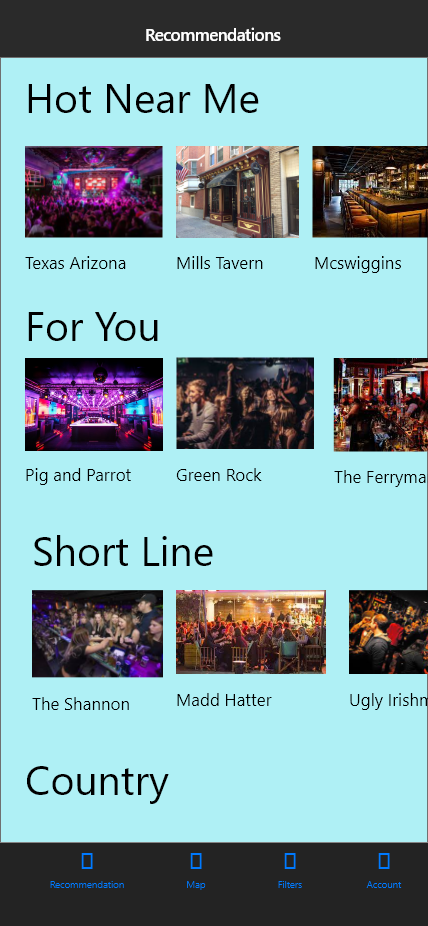 Recommendations
Hot Near Me
Texas Arizona
Mills Tavern
Mcswiggins
For You
Pig and Parrot
Green Rock
The Ferryma
Short Line
The Shannon
Madd Hatter
Ugly Irishm
Country
Recommendation
Map
Filters
Account